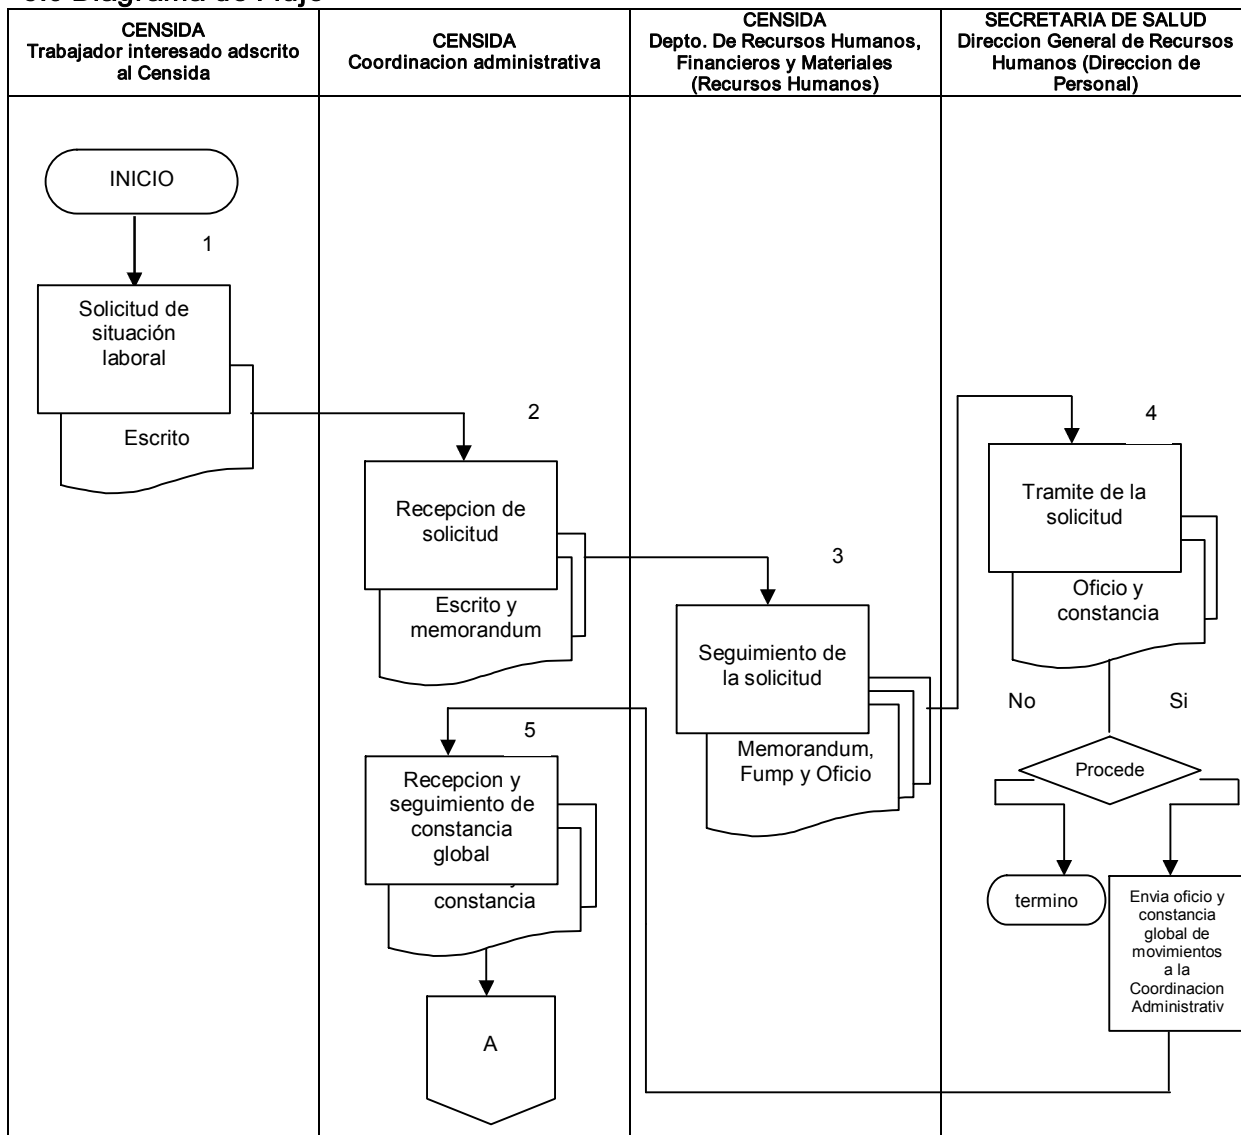 CENSIDA
Trabajador interesado adscrito
al Censida
CENSIDA
Coordinacion administrativa
CENSIDA
Depto. De Recursos Humanos,
Financieros y Materiales
(Recursos Humanos)
SECRETARIA DE SALUD
Direccion General de Recursos
Humanos (Direccion de
Personal)
INICIO
1
Solicitud de
situación
laboral
Escrito
2
Recepcion de
solicitud
Escrito y
memorandum
3
Seguimiento de
la solicitud
Memorandum,
Fump y Oficio
4
Tramite de la
solicitud
Oficio y
constancia
No
Si
Procede
termino
Envia oficio y
constancia
global de
movimientos
a la
Coordinacion
Administrativ
5
Recepcion y
seguimiento de
constancia
global
constancia
A